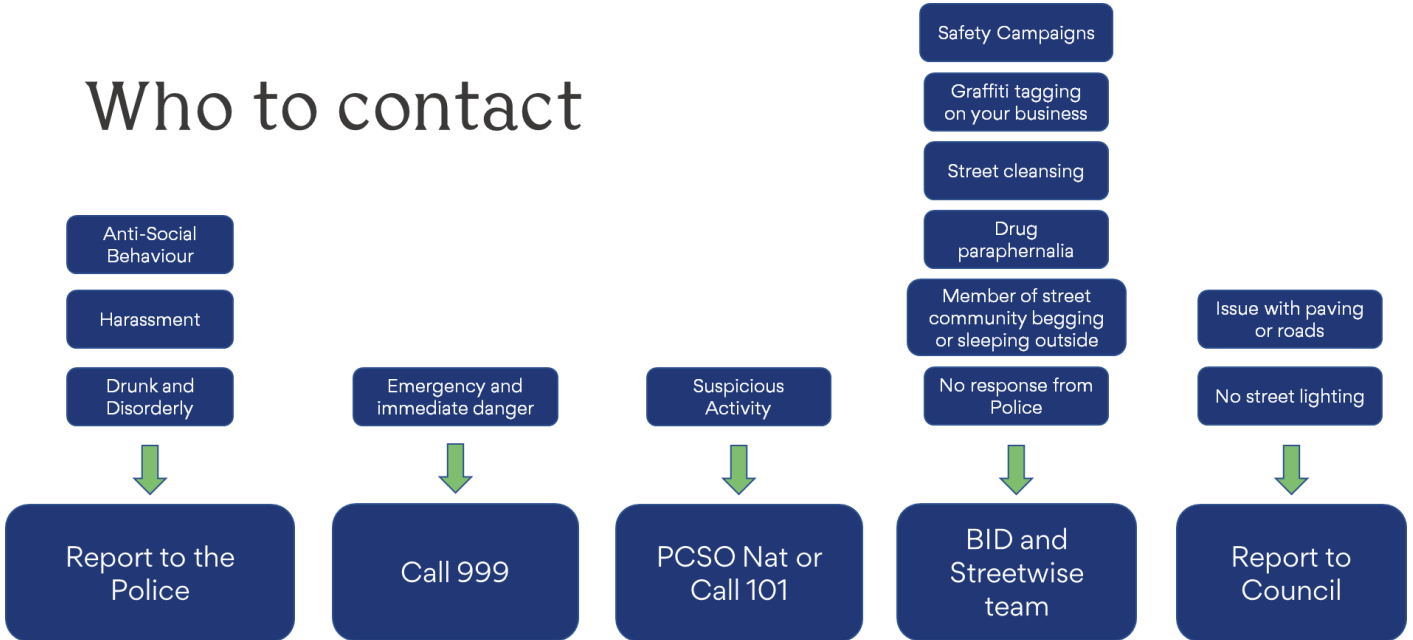 Who to contact
Anti-Social
Behaviour
Harassment
Drunk and
Disorderly
Report to the
Police
Emergency and
immediate danger
Call 999
Suspicious
Activity
PCSO Nat or
Call 101
Safety Campaigns
Graffiti tagging
on your business
Street cleansing
Drug
paraphernalia
Member of street
community begging
or sleeping outside
No response from
Police
BID and
Streetwise
team
Issue with paving
or roads
No street lighting
Report to
Council